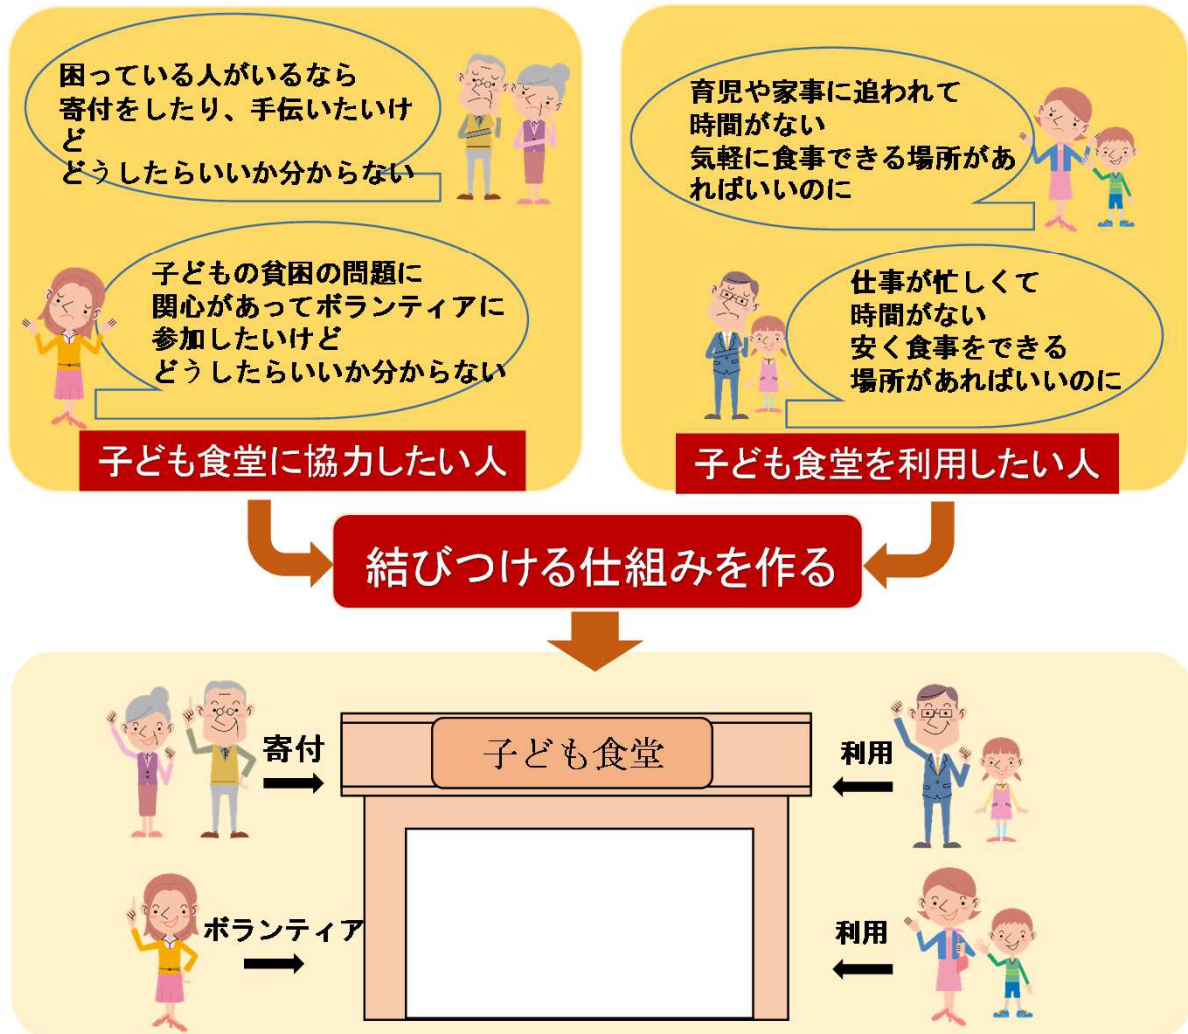 困っている人がいるなら
寄付をしたり、手伝いたいけ
ど
どうしたらいいか分からない
子どもの貧困の問題に
関心があってボランティアに
参加したいけど
どうしたらいいか分からない
子ども食堂に協力したい人
育児や家事に追われて
時間がない
気軽に食事できる場所があ
ればいいのに
仕事が忙しくて
時間がない
安く食事をできる
場所があればいいのに
子ども食堂を利用したい人
結びつける仕組みを作る
寄付
子ども食堂
利用
ボランティア
利用